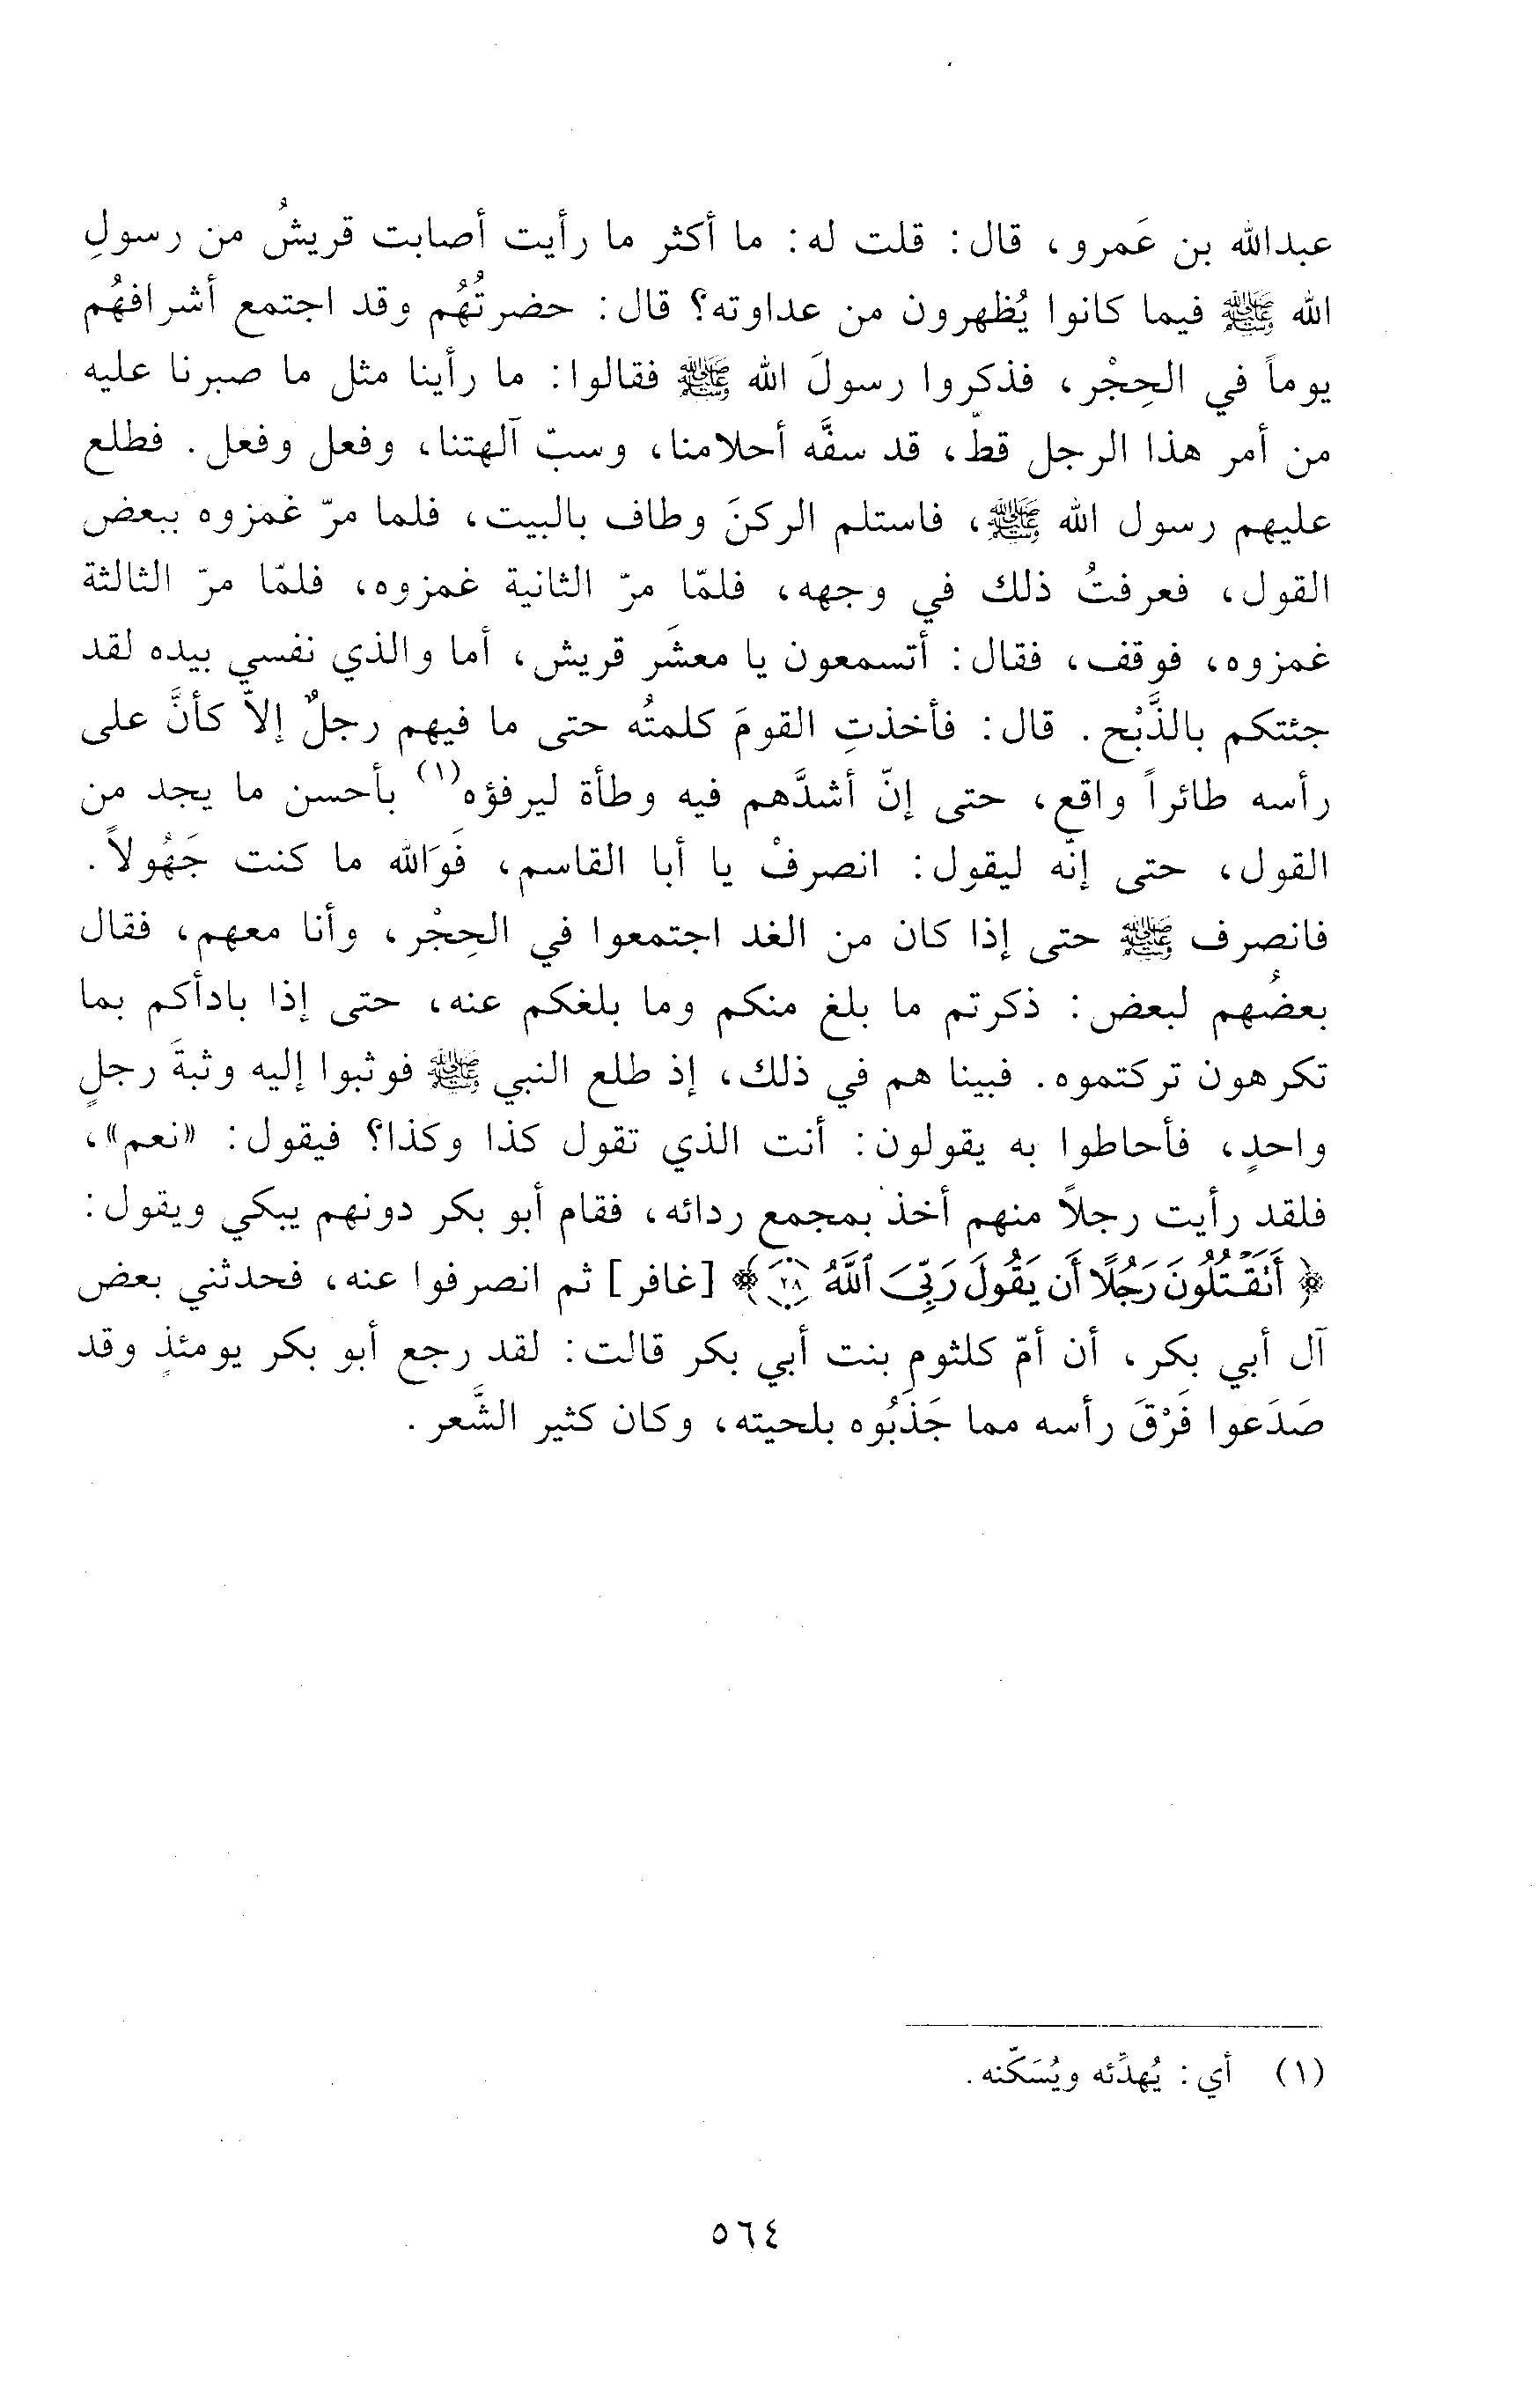 عبدالله بن عَمرو، قال: قلت له: ما أكثر ما رأيت أصابت قريشُ من رسولِ
الله ﷺ فيما كانوا يُظهرون من عداوته؟ قال: حضرتُهُم وقد اجتمع أشرافهُم
يوماً في الحِجْر، فذكروا رسولَ الله ﷺ فقالوا: ما رأينا مثل ما صبرنا عليه
من أمر هذا الرجل قطّ، قد سفَّه أحلامنا، وسبّ آلهتنا، وفعل وفعل. فطلع
عليهم رسول الله ﷺ، فاستلم الركنَ وطاف بالبيت، فلما مرّ غمزوه ببعض
القول، فعرفتُ ذلك في وجهه، فلمّا مرّ الثانية غمزوه، فلمّا مرّ الثالثة
غمزوه، فوقف، فقال: أتسمعون يا معشَر قريش، أما والذي نفسي بيده لقد
جئتكم بالذَّبْح. قال: فأخذتِ القومَ كلمتُه حتى ما فيهم رجلٌ إلاّ كأنَّ على
رأسه طائراً واقع، حتى إنّ أشدَّهم فيه وطأة ليرفؤه(١) بأحسن ما يجد من
القول، حتى إنّه ليقول: انصرفْ يا أبا القاسم، فَوَالله ما كنت جَهُولاً.
فانصرف ﷺ حتى إذا كان من الغد اجتمعوا في الحِجْر، وأنا معهم، فقال
بعضُهم لبعض: ذكرتم ما بلغ منكم وما بلغكم عنه، حتى إذا بادأكم بما
تكرهون تركتموه. فبينا هم في ذلك، إذ طلع النبي ﷺ فوثبوا إليه وثبةَ رجلٍ
واحدٍ، فأحاطوا به يقولون: أنت الذي تقول كذا وكذا؟ فيقول: «نعم»،
فلقد رأيت رجلاً منهم أخذ بمجمع ردائه، فقام أبو بكر دونهم يبكي ويقول:
﴿أَتَقْتُلُونَ رَجُلًا أَن يَقُولَ رَبِّيَ ٱللَّهُ ٢٨﴾ [غافر] ثم انصرفوا عنه، فحدثني بعض
آل أبي بكر، أن أمّ كلثومِ بنت أبي بكر قالت: لقد رجع أبو بكر يومئذٍ وقد
صَدَعوا فَرْقَ رأسه مما جَذَبُوه بلحيته، وكان كثير الشَّعر.
(١) أي: يُهدِّئه ويُسَكّنه.
٥٦٤